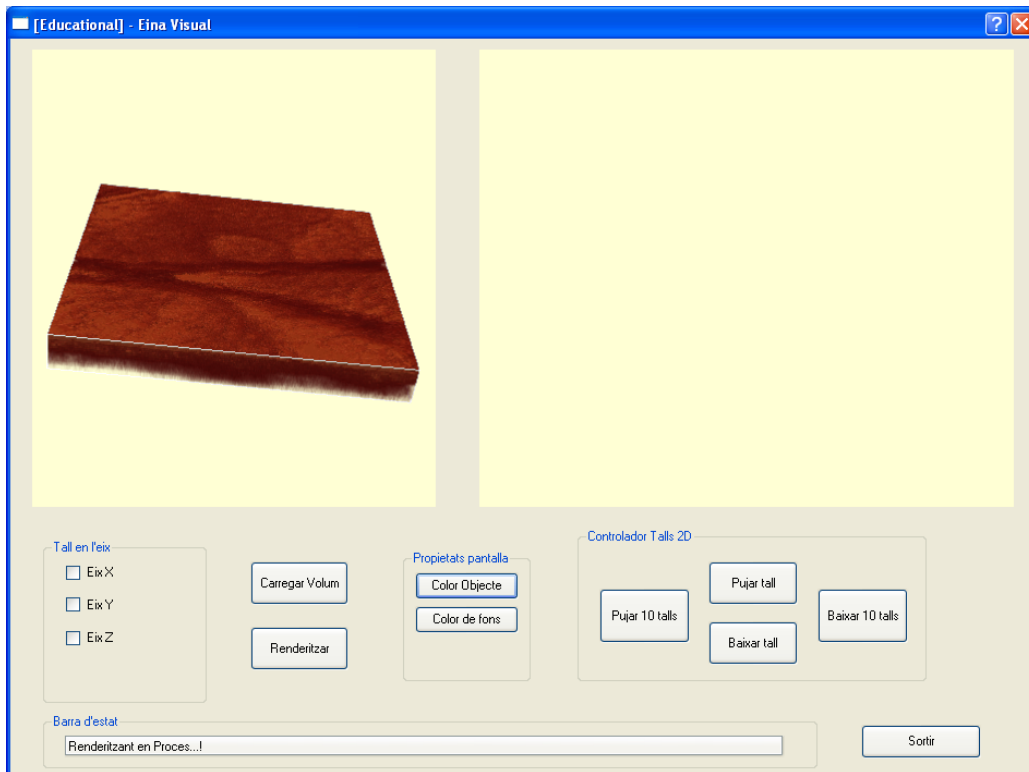 [Educational] - Eina Visual
Tall en l'eix
Eix X
Eix Y
Eix Z
Carregar Volum
Renderitzar
Propietats pantalla
Color Objecte
Color de fons
Controlador Talls 2D
Pujar 10 talls
Pujar tall
Baixar tall
Baixar 10 talls
Barra d'estat
Renderitzant en Proces...!
Sortir